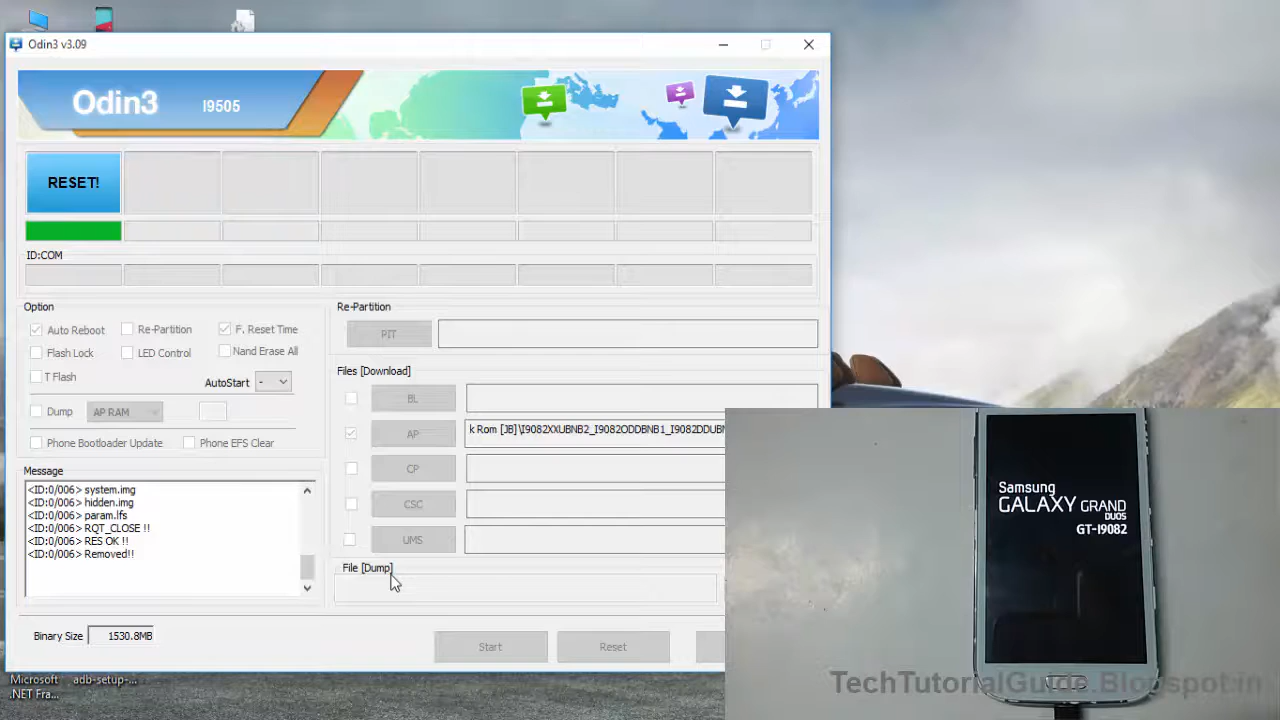 Odin3 v3.09
Odin3 I9505
RESET!
ID:COM
Option
Auto Reboot
Re-Partition
F. Reset Time
Flash Lock
LED Control
Nand Erase All
T Flash
AutoStart -
Dump
AP RAM
Phone Bootloader Update
Phone EFS Clear
Message
<ID:0/006> system.img
<ID:0/006> hidden.img
<ID:0/006> param.lfs
<ID:0/006> RQT_CLOSE !!
<ID:0/006> RES OK !!
<ID:0/006> Removed!!
Binary Size 1530.8MB
Re-Partition
PIT
Files [Download]
BL
AP k Rom [JB]\I9082XXUBNB2_I9082ODDBNB1_I9082DDUBN
CP
CSC
UMS
File [Dump]
Start
Reset
Samsung
GALAXY GRAND
DUOS
GT-I9082
TechTutorialGuide.Blogspot.in
Microsoft
.NET Fra...
adb-setup-...